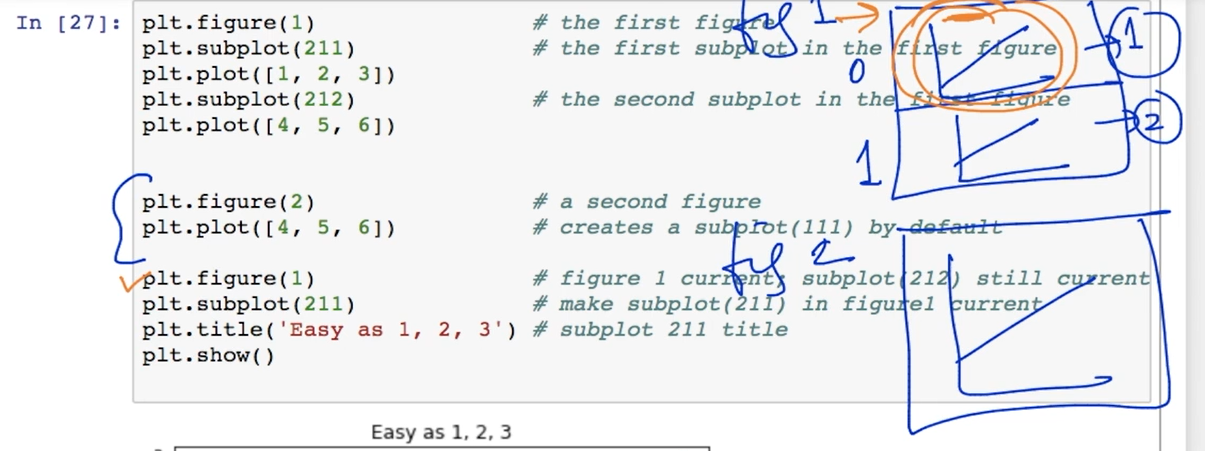 In [27]: plt.figure(1) # the first figure
plt.subplot(211) # the first subplot in the first figure
plt.plot([1, 2, 3])
plt.subplot(212) # the second subplot in the first figure
plt.plot([4, 5, 6])
plt.figure(2) # a second figure
plt.plot([4, 5, 6]) # creates a subplot(111) by default
plt.figure(1) # figure 1 current; subplot(212) still current
plt.subplot(211) # make subplot(211) in figure1 current
plt.title('Easy as 1, 2, 3') # subplot 211 title
plt.show()
Easy as 1, 2, 3
fig 1
0
1
1
2
fig 2